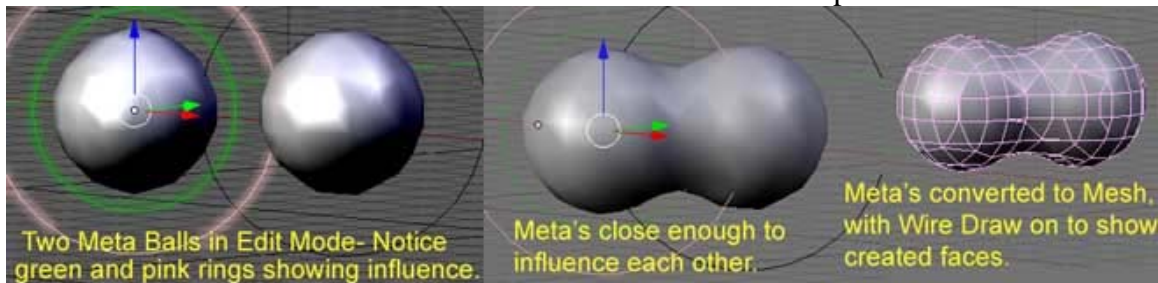 Two Meta Balls in Edit Mode- Notice
green and pink rings showing influence.
Meta's close enough to
influence each other.
Meta's converted to Mesh,
with Wire Draw on to show
created faces.